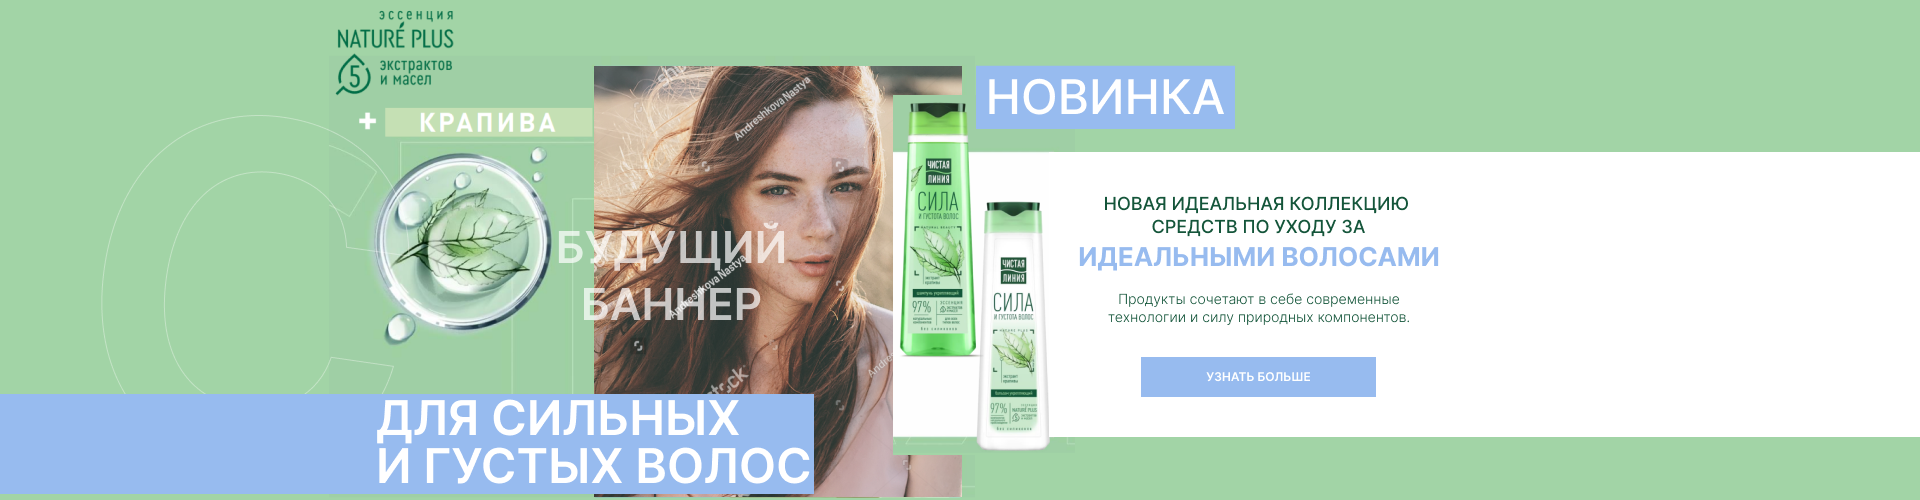 эссенция
NATURÉ PLUS
5 экстрактов
и масел
+ КРАПИВА
Andreshkova Nastya
БУДУЩИЙ
БАННЕР
Andreshkova Nastya
ДЛЯ СИЛЬНЫХ
И ГУСТЫХ ВОЛОС
ЧИСТАЯ
ЛИНИЯ
СИЛА
И ГУСТОТА ВОЛОС
97%
ЧИСТАЯ
ЛИНИЯ
СИЛА
И ГУСТОТА ВОЛОС
97%
NATURE PLUS
НОВИНКА
НОВАЯ ИДЕАЛЬНАЯ КОЛЛЕКЦИЮ
СРЕДСТВ ПО УХОДУ ЗА
ИДЕАЛЬНЫМИ ВОЛОСАМИ
Продукты сочетают в себе современные
технологии и силу природных компонентов.
УЗНАТЬ БОЛЬШЕ